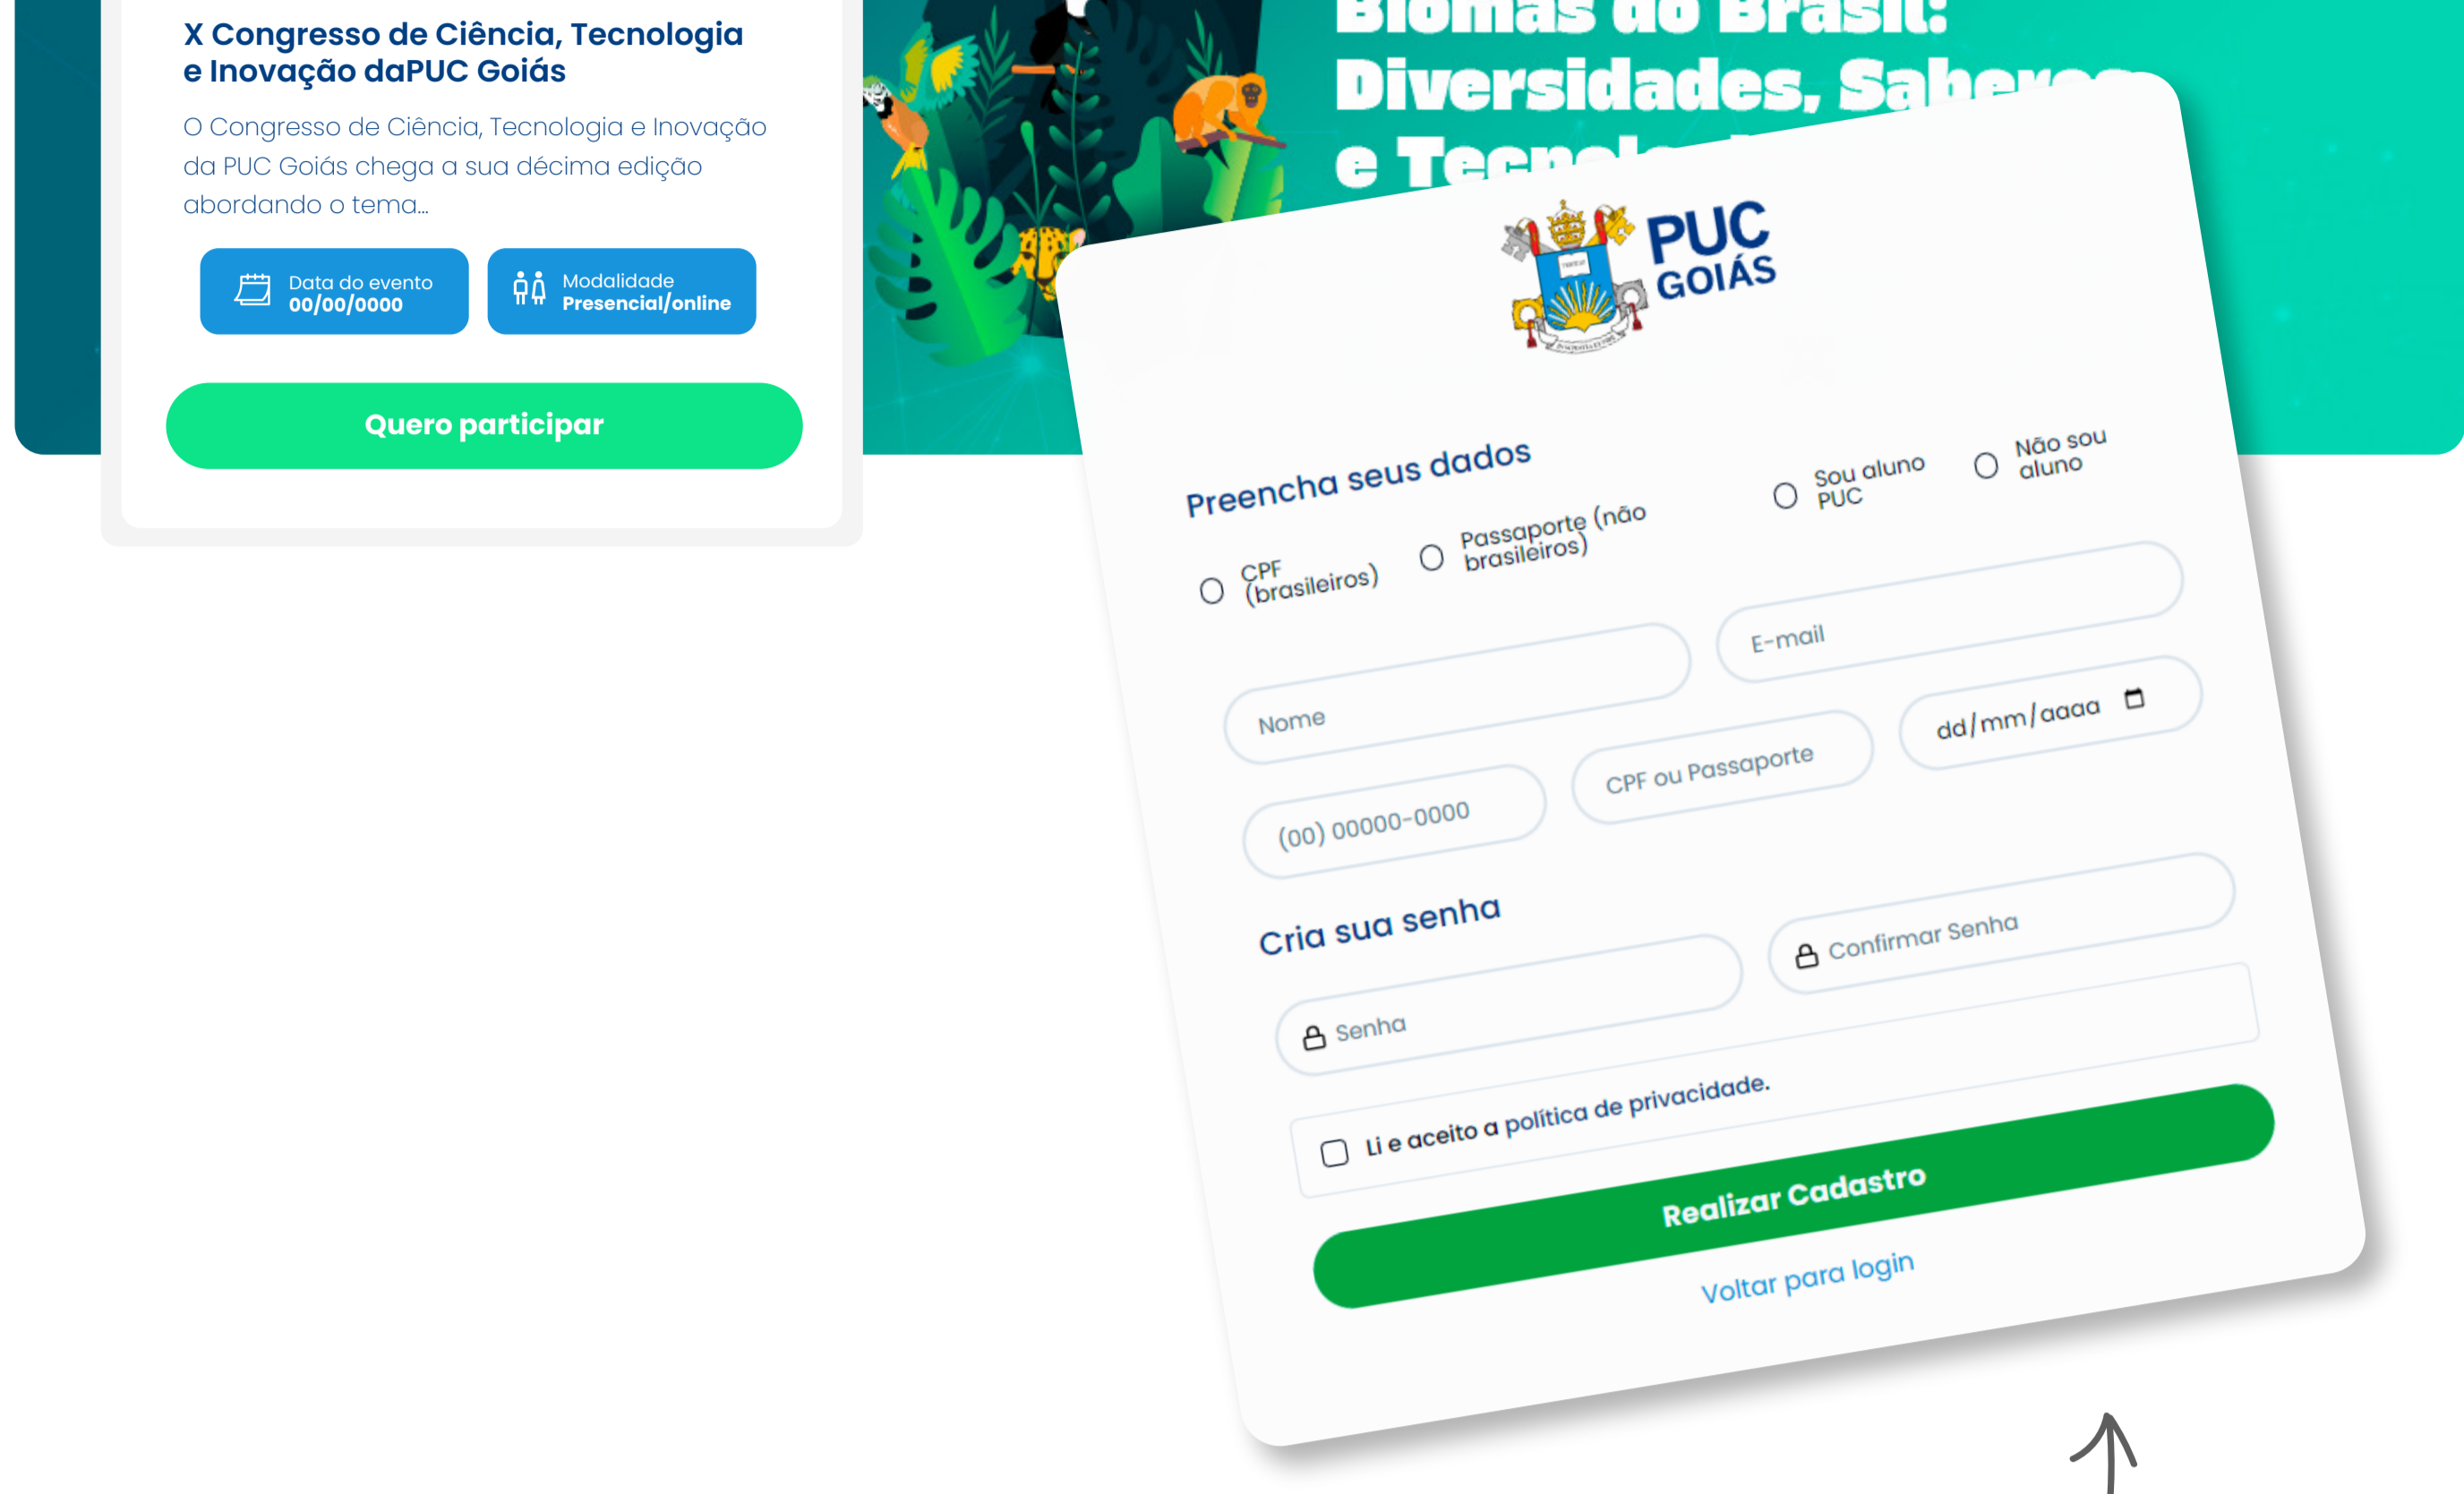 X Congresso de Ciência, Tecnologia
e Inovação daPUC Goiás
O Congresso de Ciência, Tecnologia e Inovação
da PUC Goiás chega a sua décima edição
abordando o tema...
Data do evento
00/00/0000
Modalidade
Presencial/online
Quero participar
Biomas do Brasil:
Diversidades, Saberes
e
PUC
GOIÁS
Preencha seus dados
CPF
(brasileiros)
Passaporte (não
brasileiros)
Sou aluno
PUC
Não sou
aluno
Nome
E-mail
(00) 00000-0000
CPF ou Passaporte
dd/mm/aaaa
Cria sua senha
Senha
Confirmar Senha
Li e aceito a política de privacidade.
Realizar Cadastro
Voltar para login